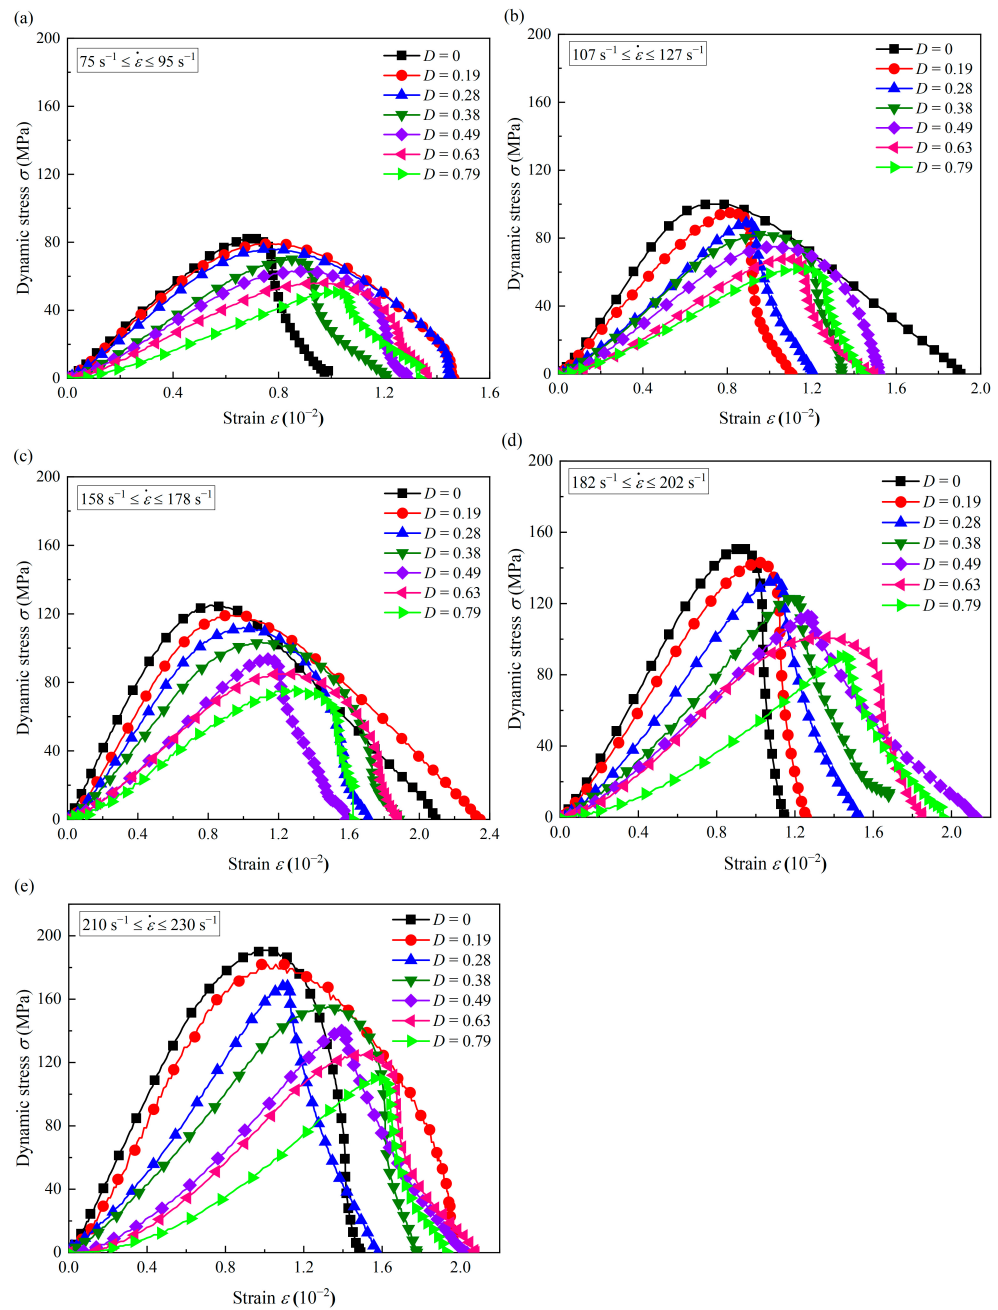 (a)
200
160
120
80
40
0
Dynamic stress σ (MPa)
75 s⁻¹ ≤ ε̇ ≤ 95 s⁻¹
D = 0
D = 0.19
D = 0.28
D = 0.38
D = 0.49
D = 0.63
D = 0.79
0.0 0.4 0.8 1.2 1.6
Strain ε (10⁻²)
(b)
200
160
120
80
40
0
Dynamic stress σ (MPa)
107 s⁻¹ ≤ ε̇ ≤ 127 s⁻¹
D = 0
D = 0.19
D = 0.28
D = 0.38
D = 0.49
D = 0.63
D = 0.79
0.0 0.4 0.8 1.2 1.6 2.0
Strain ε (10⁻²)
(c)
200
160
120
80
40
0
Dynamic stress σ (MPa)
158 s⁻¹ ≤ ε̇ ≤ 178 s⁻¹
D = 0
D = 0.19
D = 0.28
D = 0.38
D = 0.49
D = 0.63
D = 0.79
0.0 0.4 0.8 1.2 1.6 2.0 2.4
Strain ε (10⁻²)
(d)
200
160
120
80
40
0
Dynamic stress σ (MPa)
182 s⁻¹ ≤ ε̇ ≤ 202 s⁻¹
D = 0
D = 0.19
D = 0.28
D = 0.38
D = 0.49
D = 0.63
D = 0.79
0.0 0.4 0.8 1.2 1.6 2.0
Strain ε (10⁻²)
(e)
200
160
120
80
40
0
Dynamic stress σ (MPa)
210 s⁻¹ ≤ ε̇ ≤ 230 s⁻¹
D = 0
D = 0.19
D = 0.28
D = 0.38
D = 0.49
D = 0.63
D = 0.79
0.0 0.4 0.8 1.2 1.6 2.0
Strain ε (10⁻²)